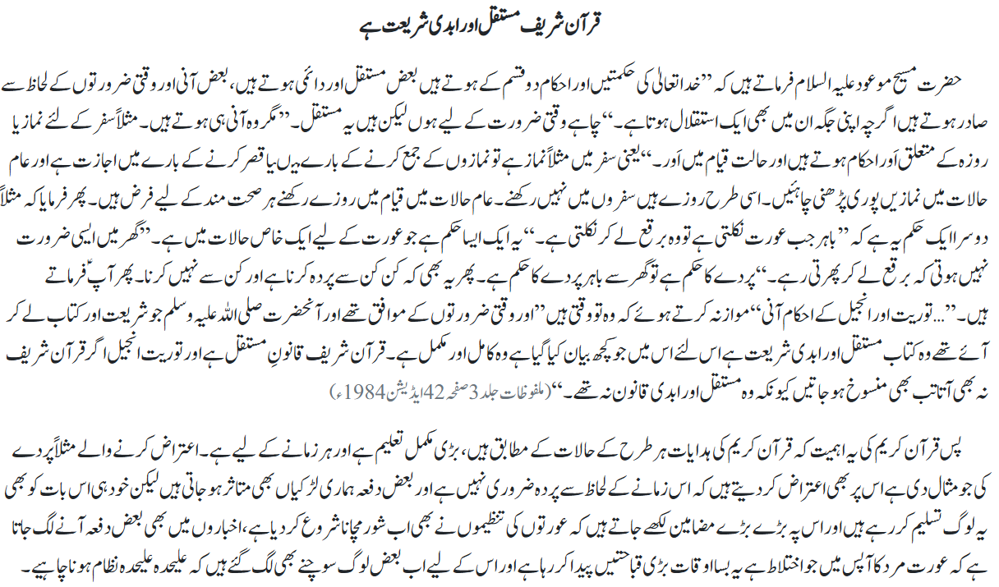 قرآن شریف مستقل اور ابدی شریعت ہے
حضرت مسیح موعود علیہ السلام فرماتے ہیں کہ ’’خدا تعالیٰ کی حکمتیں اور احکام دو قسم کے ہوتے ہیں بعض مستقل اور دائمی ہوتے ہیں، بعض آنی اور وقتی ضرورتوں کے لحاظ سے
صادر ہوتے ہیں اگرچہ اپنی جگہ ان میں بھی ایک استقلال ہوتا ہے۔‘‘ چاہے وقتی ضرورت کے لیے ہوں لیکن ہیں یہ مستقل۔ ’’مگر وہ آنی ہی ہوتے ہیں۔ مثلاً سفر کے لئے نماز یا
روزہ کے متعلق اَور احکام ہوتے ہیں اور حالت قیام میں اَور۔‘‘ یعنی سفر میں مثلاً نماز ہے تو نمازوں کے جمع کرنے کے بارے میں یا قصر کرنے کے بارے میں اجازت ہے اور عام
حالات میں نمازیں پوری پڑھنی چاہئیں۔ اسی طرح روزے ہیں سفروں میں نہیں رکھنے۔ عام حالات میں قیام میں روزے رکھنے ہر صحت مند کے لیے فرض ہیں۔ پھر فرمایا کہ مثلاً
دوسرا ایک حکم یہ ہے کہ ’’باہر جب عورت نکلتی ہے تو وہ برقع لے کر نکلتی ہے۔‘‘ یہ ایک ایسا حکم ہے جو عورت کے لیے ایک خاص حالات میں ہے۔ ’’گھر میں ایسی ضرورت
نہیں ہوتی کہ برقع لے کر پھرتی رہے۔‘‘ پردے کا حکم ہے تو گھر سے باہر پردے کا حکم ہے۔ پھر یہ بھی کہ کن کن سے پردہ کرنا ہے اور کن سے نہیں کرنا۔ پھر آپؑ فرماتے
ہیں۔ ’’… توریت اور انجیل کے احکام آنی‘‘ موازنہ کرتے ہوئے کہ وہ تو وقتی ہیں ’’اور وقتی ضرورتوں کے موافق تھے اور آنحضرت صلی اللہ علیہ وسلم جو شریعت اور کتاب لے کر
آئے تھے وہ کتاب مستقل اور ابدی شریعت ہے اس لئے اس میں جو کچھ بیان کیا گیا ہے وہ کامل اور مکمل ہے۔ قرآن شریف قانونِ مستقل ہے اور توریت انجیل اگر قرآن شریف
نہ بھی آتا تب بھی منسوخ ہو جاتیں کیونکہ وہ مستقل اور ابدی قانون نہ تھے۔‘‘ (ملفوظات جلد 3 صفحہ 42 ایڈیشن 1984ء)
پس قرآن کریم کی یہ اہمیت کہ قرآن کریم کی ہدایات ہر طرح کے حالات کے مطابق ہیں، بڑی مکمل تعلیم ہے اور ہر زمانے کے لیے ہے۔ اعتراض کرنے والے مثلاً پردے
کی جو مثال دی ہے اس پر بھی اعتراض کر دیتے ہیں کہ اس زمانے کے لحاظ سے پردہ ضروری نہیں ہے اور بعض دفعہ ہماری لڑکیاں بھی متاثر ہو جاتی ہیں لیکن خود ہی اس بات کو بھی
یہ لوگ تسلیم کر رہے ہیں اور اس پہ بڑے بڑے مضامین لکھے جاتے ہیں کہ عورتوں کی تنظیموں نے بھی اب شور مچانا شروع کر دیا ہے، اخباروں میں بھی بعض دفعہ آنے لگ جاتا
ہے کہ عورت مرد کا آپس میں جو اختلاط ہے یہ بسا اوقات بڑی قباحتیں پیدا کر رہا ہے اور اس کے لیے اب بعض لوگ سوچنے بھی لگ گئے ہیں کہ علیحدہ علیحدہ نظام ہونا چاہیے۔